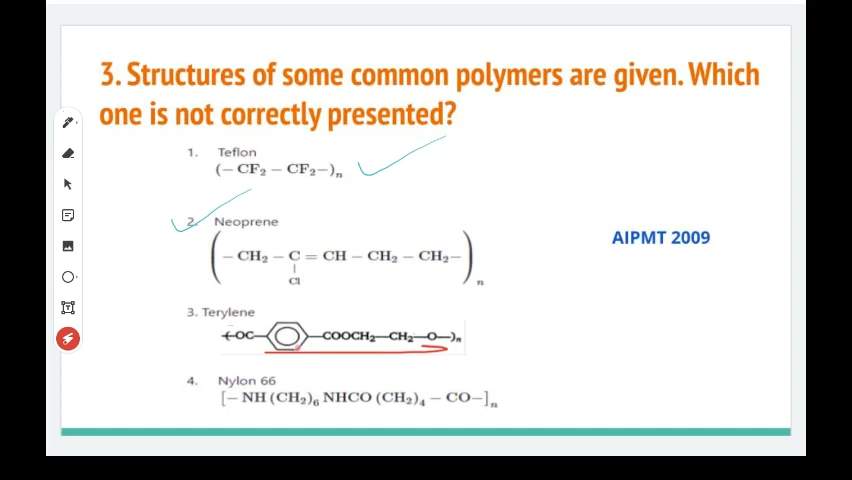 3. Structures of some common polymers are given. Which
one is not correctly presented?
1. Teflon
(– CF₂ – CF₂–)ₙ
2. Neoprene
(– CH₂ – C = CH – CH₂ – CH₂–)ₙ
|
Cl
AIPMT 2009
3. Terylene
(OC– –COOCH₂–CH₂–O–)ₙ
4. Nylon 66
[– NH (CH₂)₆ NHCO (CH₂)₄ – CO–]ₙ